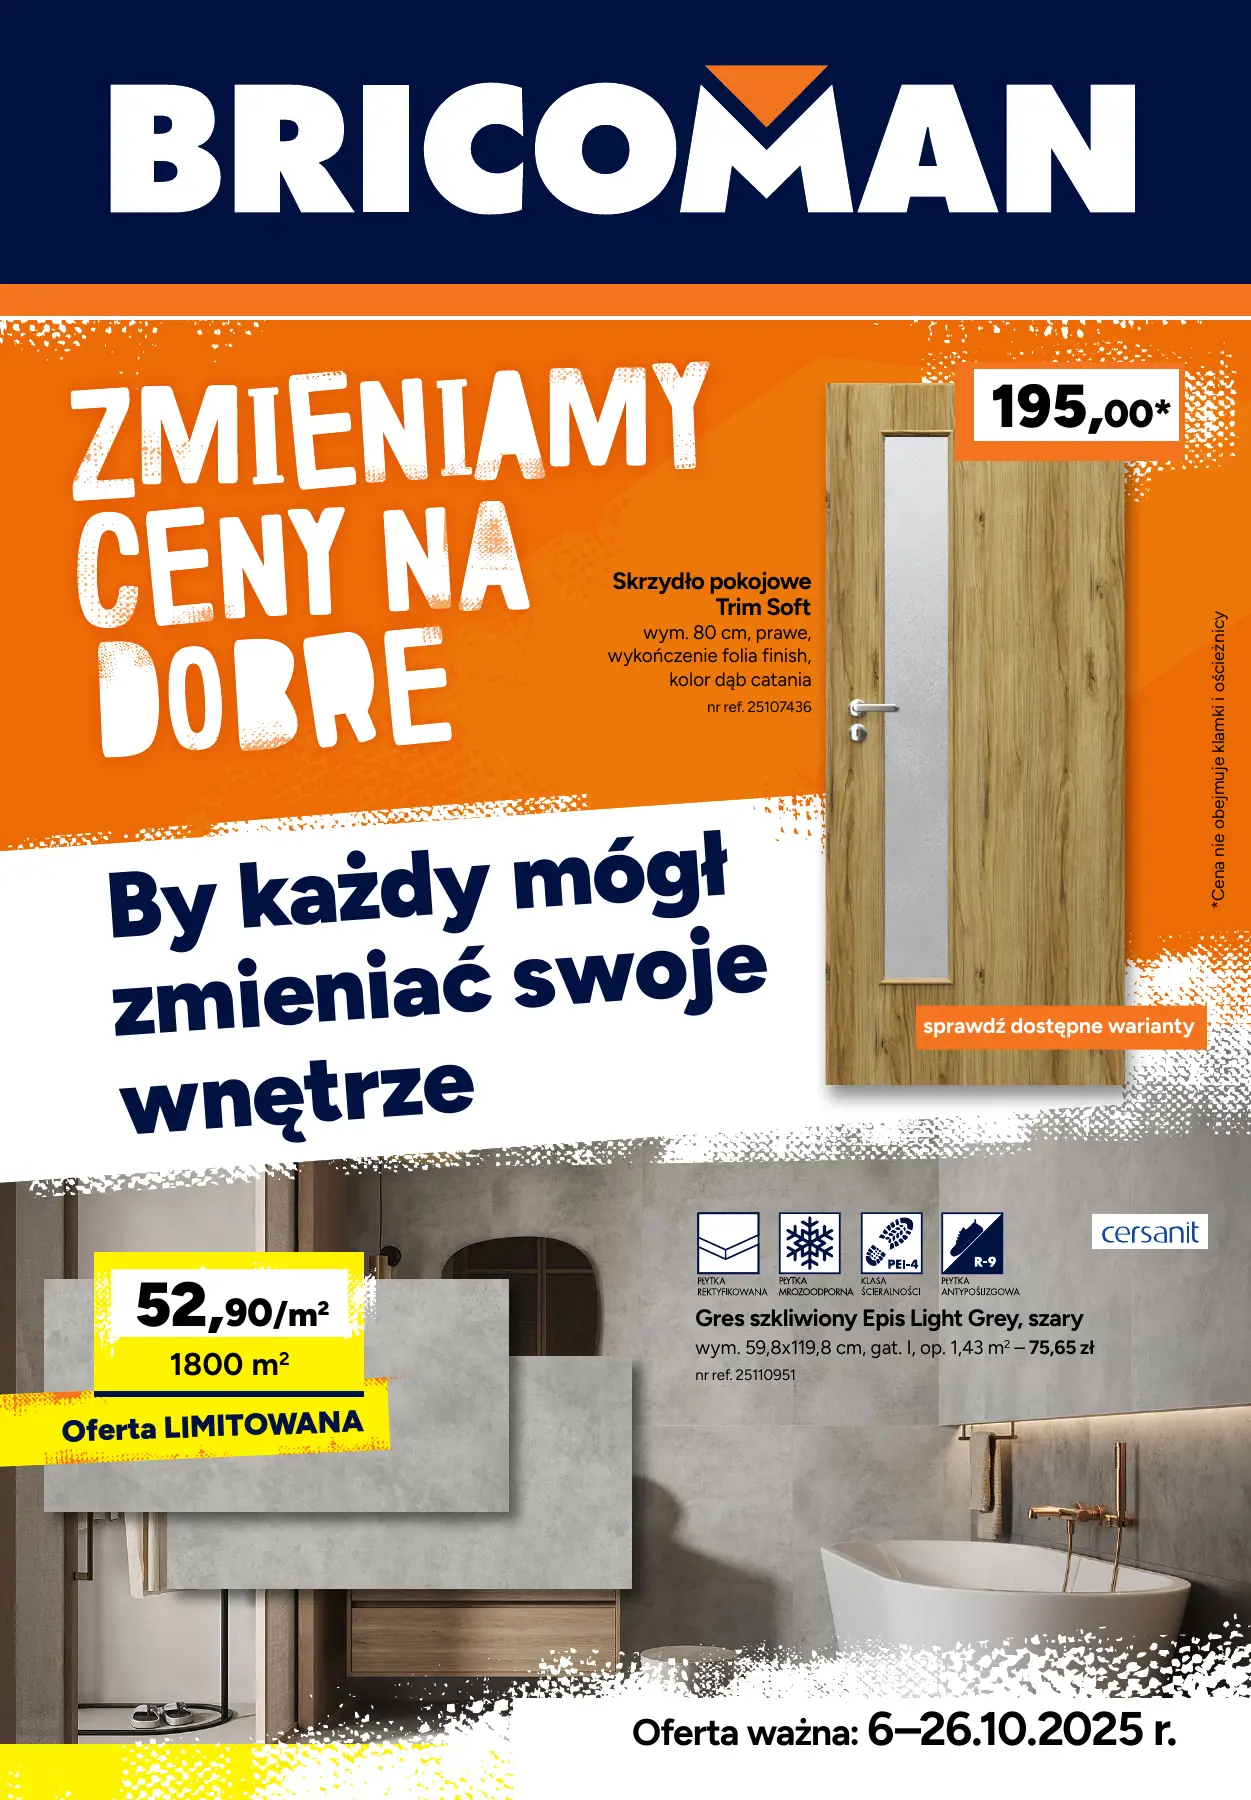 BRICOMAN
ZMIENIAMY
CENY NA
DOBRE
195,00*
Skrzydło pokojowe
Trim Soft
wym. 80 cm, prawe,
wykończenie folia finish,
kolor dąb catania
nr ref. 25107436
*Cena nie obejmuje klamki i ościeżnicy
sprawdź dostępne warianty
By każdy mógł
zmieniać swoje
wnętrze
52,90/m²
1800 m²
Oferta LIMITOWANA
PŁYTKA
REKTYFIKOWANA
PŁYTKA
MROZOODPORNA
PEI-4
KLASA
ŚCIERALNOŚCI
R-9
PŁYTKA
ANTYPOŚLIZGOWA
cersanit
Gres szkliwiony Epis Light Grey, szary
wym. 59,8x119,8 cm, gat. I, op. 1,43 m² – 75,65 zł
nr ref. 25110951
Oferta ważna: 6–26.10.2025 r.